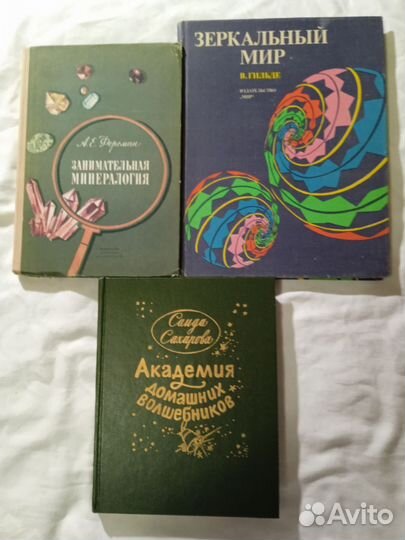 А. Е. Ферсман
ЗАНИМАТЕЛЬНАЯ
МИНЕРАЛОГИЯ
ЗЕРКАЛЬНЫЙ
МИР
В. ГИЛЬДЕ
ИЗДАТЕЛЬСТВО
"МИР"
Саида
Сахарова
Академия
домашних
волшебников
Avito